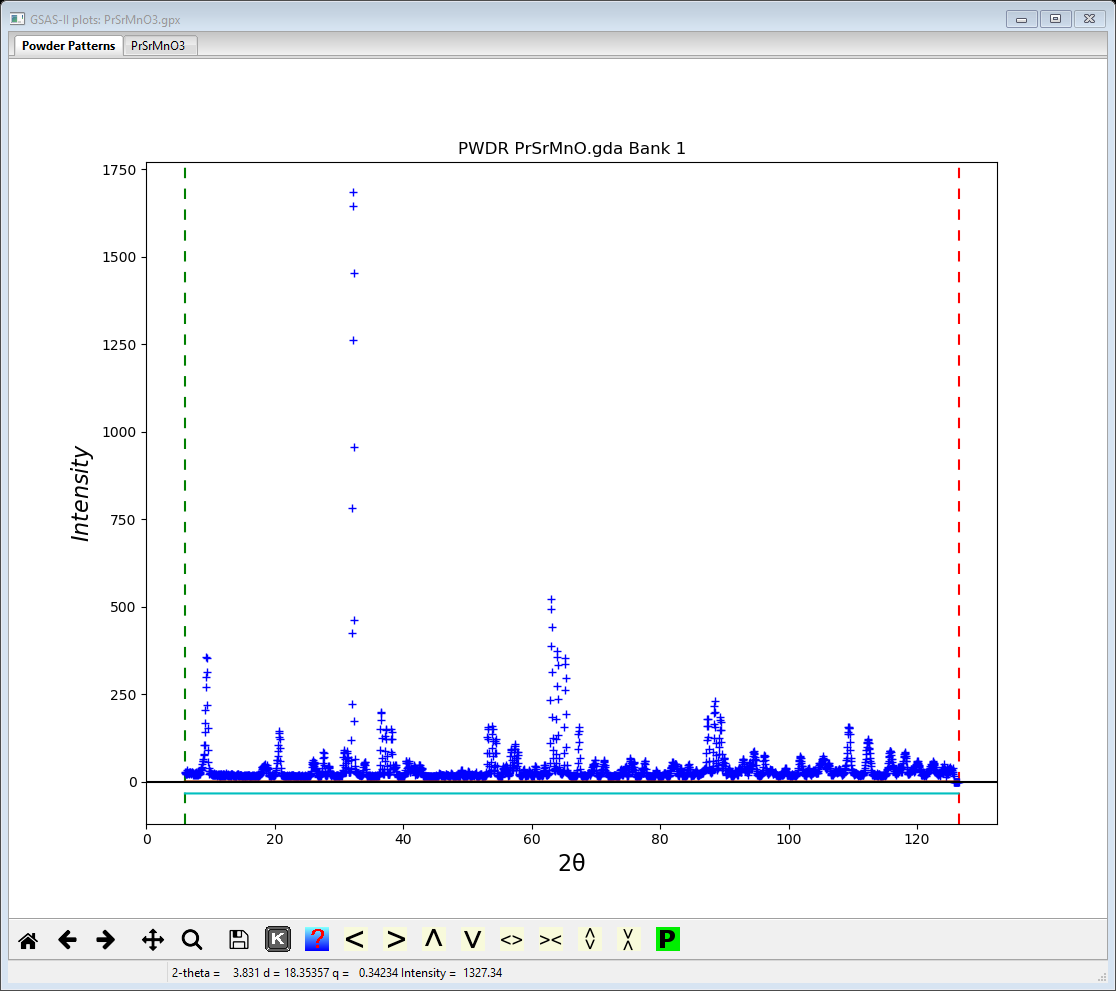 GSAS-II plots: PrSrMnO3.gpx
Powder Patterns PrSrMnO3
PWDR PrSrMnO.gda Bank 1
1750
1500
1250
1000
750
500
250
0
Intensity
0 20 40 60 80 100 120
2θ
K ? < > Λ V <> >< P
2-theta = 3.831 d = 18.35357 q = 0.34234 Intensity = 1327.34